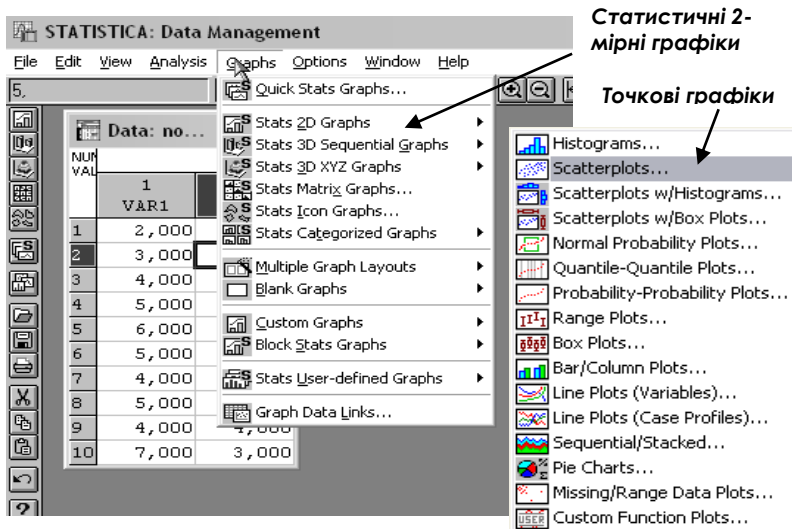 Статистичні 2-
мірні графіки
STATISTICA: Data Management
File Edit View Analysis Graphs Options Window Help
5,
Точкові графіки
Quick Stats Graphs...
Stats 2D Graphs
Stats 3D Sequential Graphs
Stats 3D XYZ Graphs
Stats Matrix Graphs...
Stats Icon Graphs...
Stats Categorized Graphs
Multiple Graph Layouts
Blank Graphs
Custom Graphs
Block Stats Graphs
Stats User-defined Graphs
Graph Data Links...
Data: no...
1
VAR1
1 2,000
2 3,000
3 4,000
4 5,000
5 6,000
6 5,000
7 4,000
8 5,000
9 4,000 4,000
10 7,000 3,000
Histograms...
Scatterplots...
Scatterplots w/Histograms...
Scatterplots w/Box Plots...
Normal Probability Plots...
Quantile-Quantile Plots...
Probability-Probability Plots...
Range Plots...
Box Plots...
Bar/Column Plots...
Line Plots (Variables)...
Line Plots (Case Profiles)...
Sequential/Stacked...
Pie Charts...
Missing/Range Data Plots...
USER Custom Function Plots...